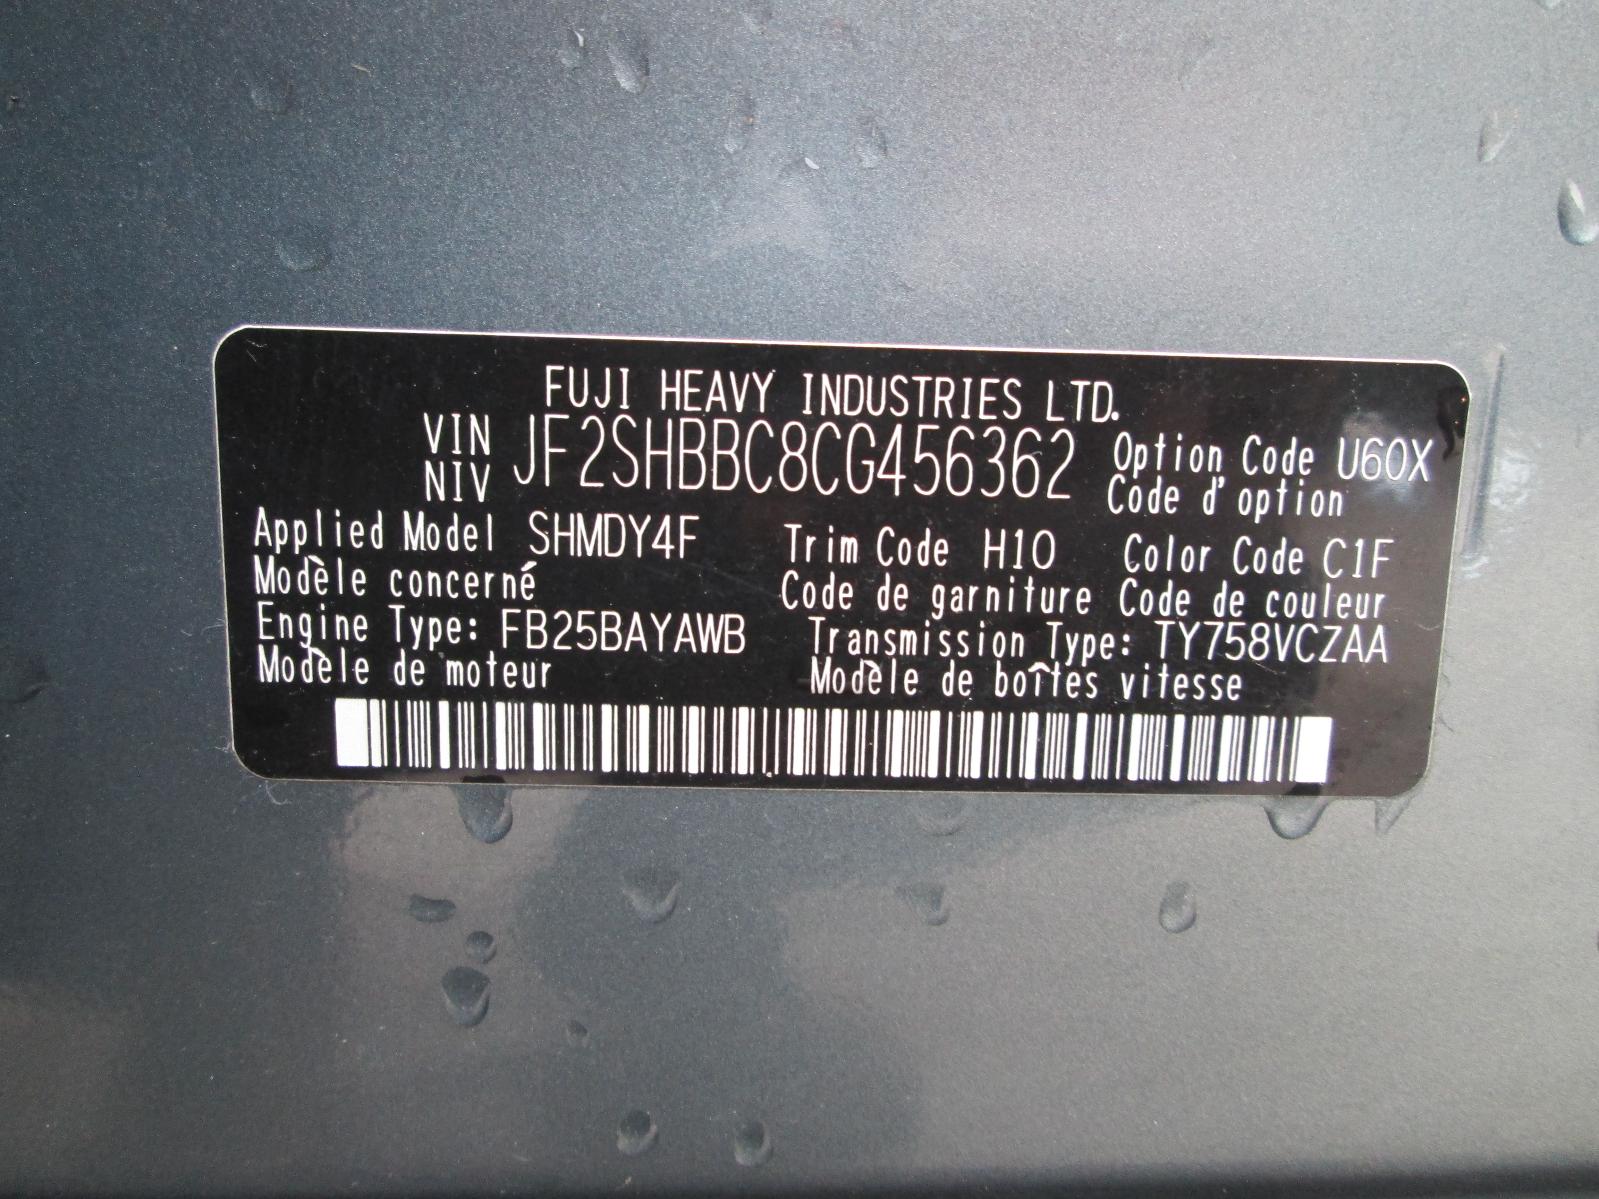 FUJI HEAVY INDUSTRIES LTD.
VIN JF2SHBBC8CG456362 Option Code U60X
NIV Code d'option
Applied Model SHMDY4F Trim Code H10 Color Code C1F
Modèle concerné Code de garniture Code de couleur
Engine Type: FB25BAYAWB Transmission Type: TY758VCZAA
Modèle de moteur Modèle de boîtes vitesse